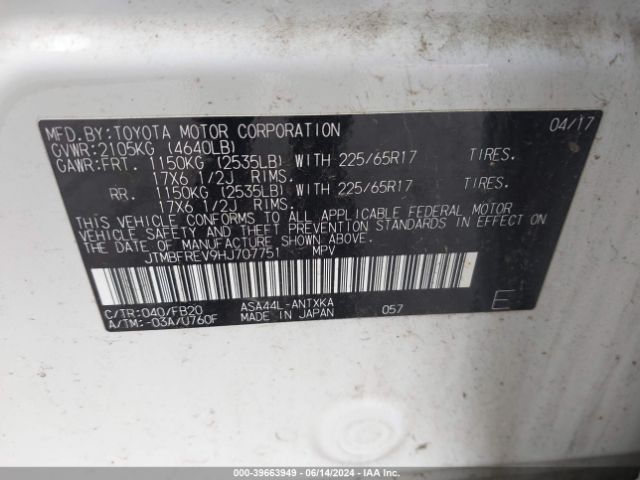 MFD.BY:TOYOTA MOTOR CORPORATION 04/17
GVWR:2105KG (4640LB)
GAWR:FRT. 1150KG (2535LB) WITH 225/65R17 TIRES.
17X6 1/2J RIMS.
RR. 1150KG (2535LB) WITH 225/65R17 TIRES.
17X6 1/2J RIMS.
THIS VEHICLE CONFORMS TO ALL APPLICABLE FEDERAL MOTOR
VEHICLE SAFETY AND BUMPER STANDARDS IN EFFECT ON
THE DATE OF MANUFACTURE SHOWN ABOVE.
JTMBFREV9HJ707751 MPV
C/TR:040/FB20 ASA44L-ANTXKA 057 E
A/TM:-03A/U760F MADE IN JAPAN
000-39663949 - 06/14/2024 - IAA Inc.